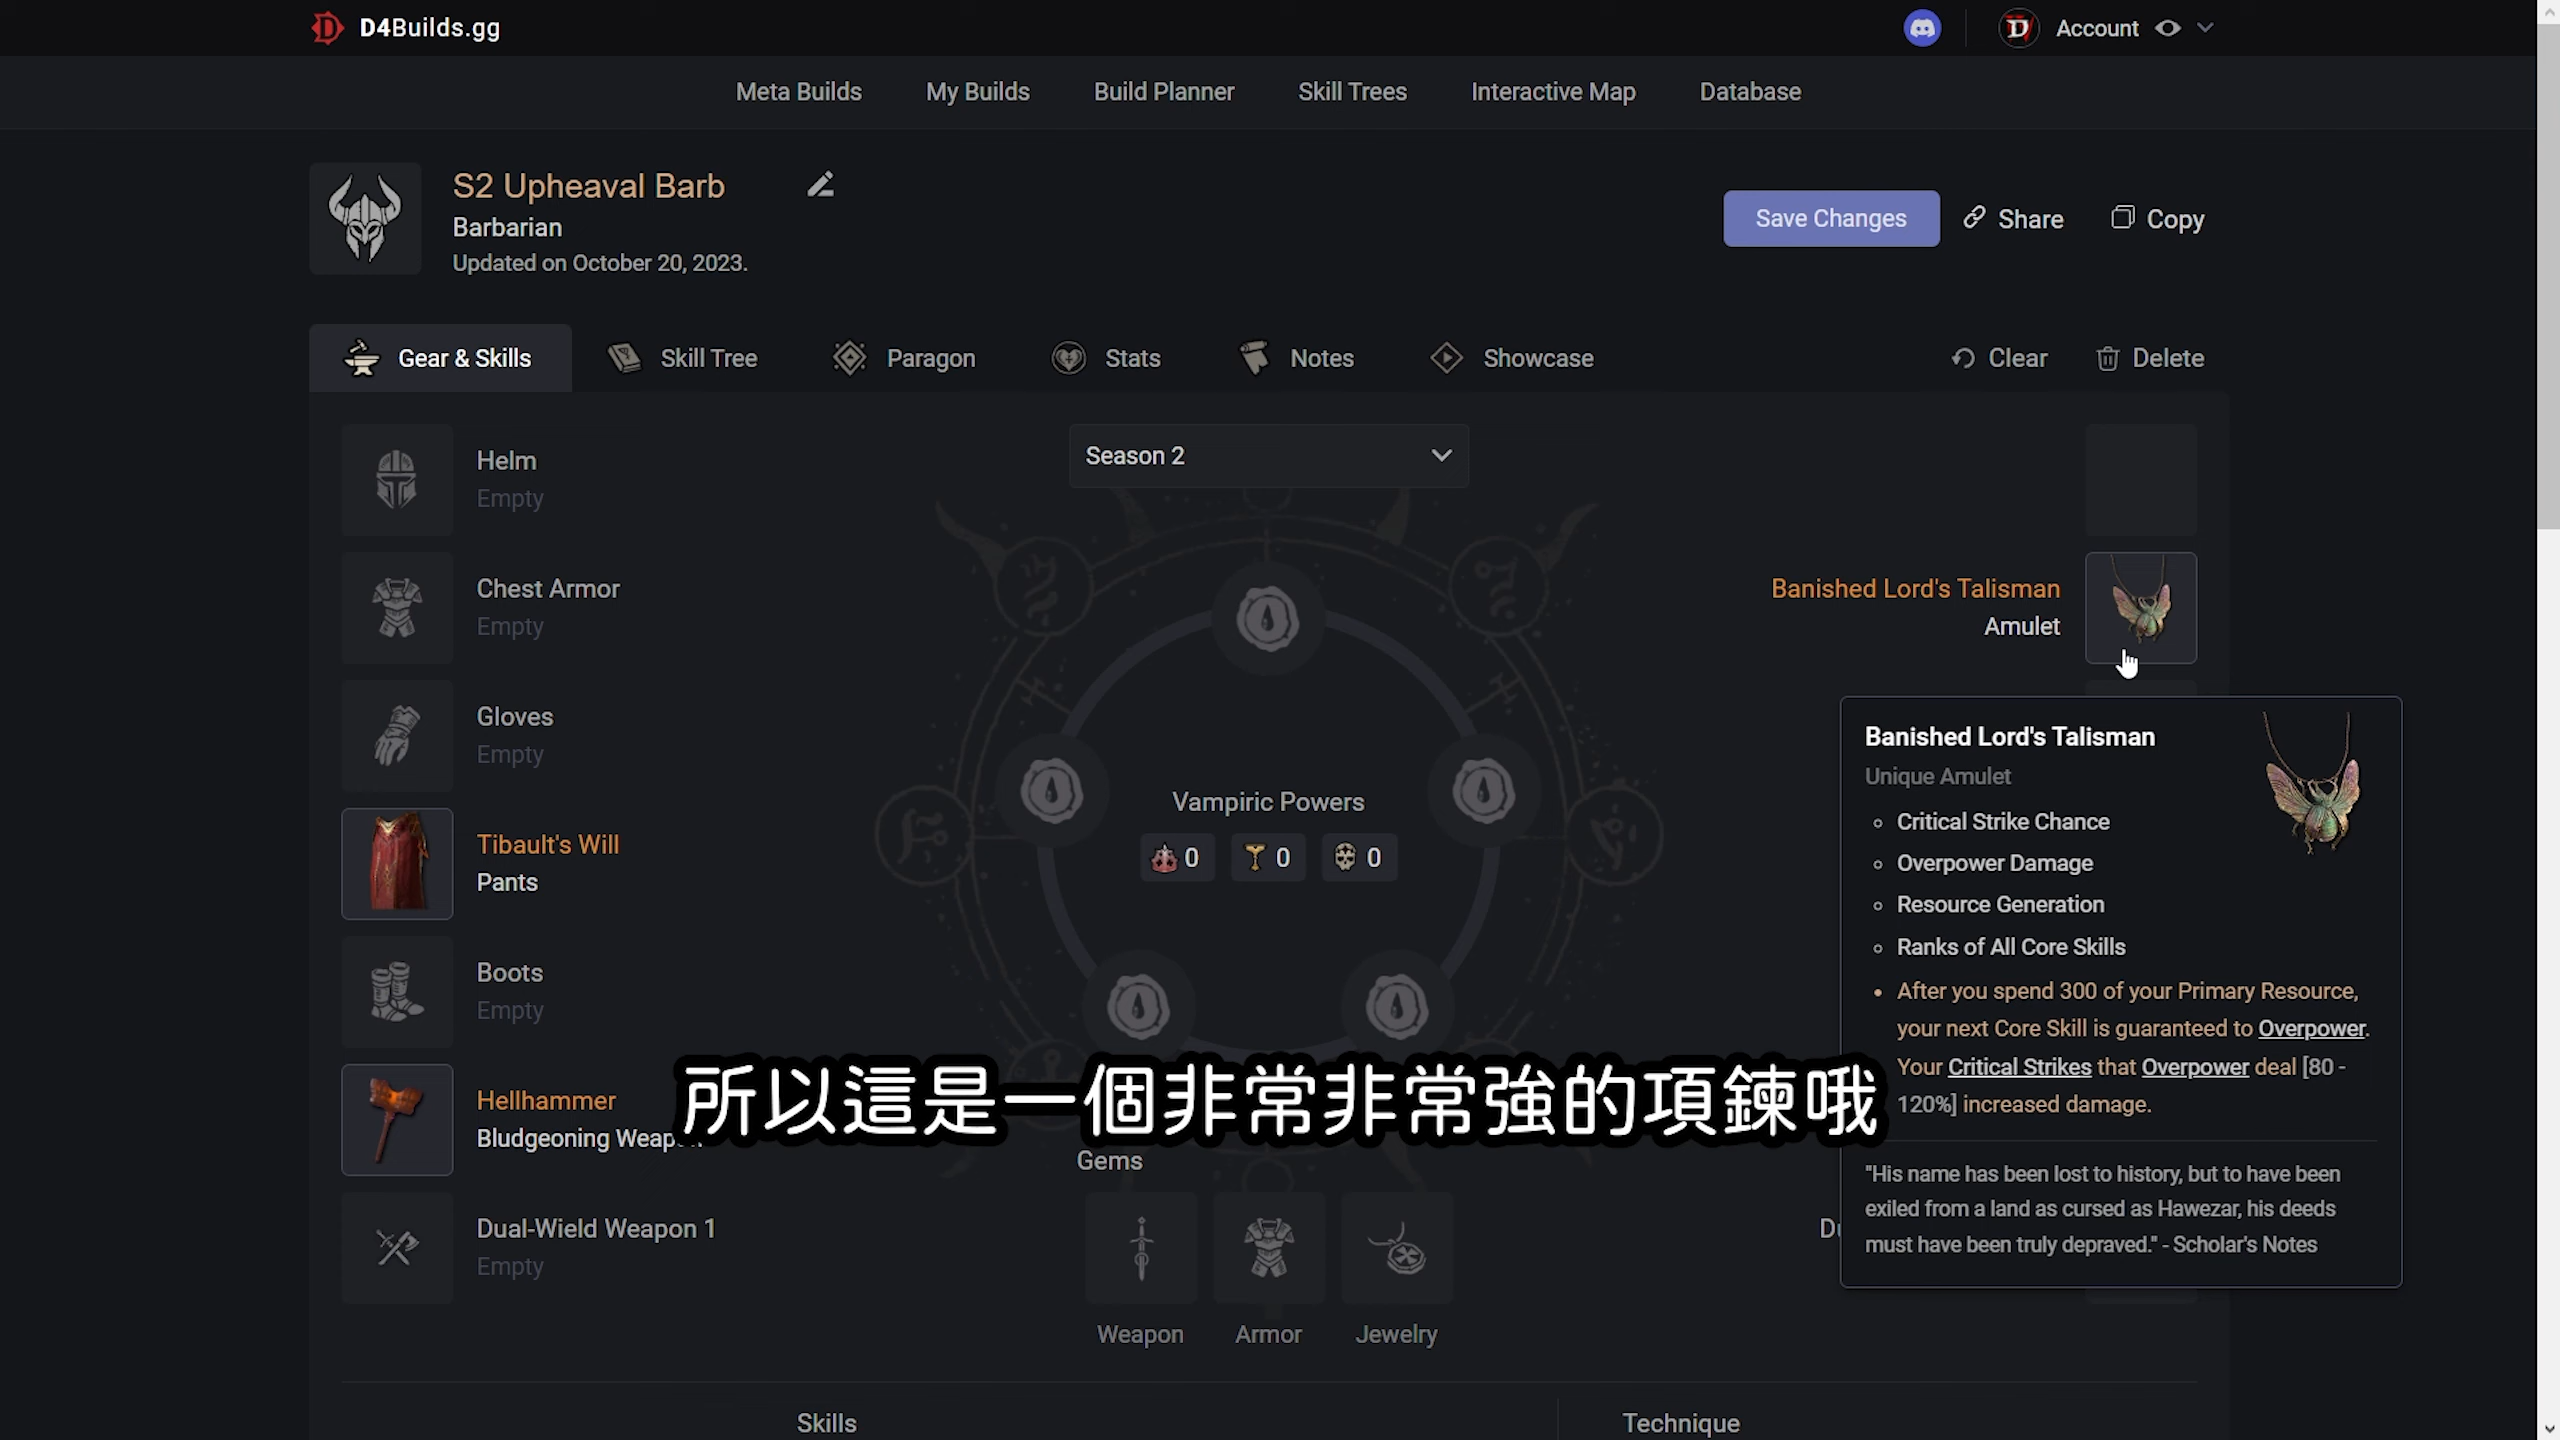 D4Builds.gg
Account
Meta Builds
My Builds
Build Planner
Skill Trees
Interactive Map
Database
S2 Upheaval Barb
Barbarian
Updated on October 20, 2023.
Save Changes
Share
Copy
Gear & Skills
Skill Tree
Paragon
Stats
Notes
Showcase
Clear
Delete
Season 2
Helm
Empty
Chest Armor
Empty
Gloves
Empty
Tibault's Will
Pants
Boots
Empty
Hellhammer
Bludgeoning
Dual-Wield Weapon 1
Empty
Vampiric Powers
0
0
0
所以這是一個非常非常強的項鍊哦
Gems
Weapon
Armor
Jewelry
Banished Lord's Talisman
Amulet
Banished Lord's Talisman
Unique Amulet
Critical Strike Chance
Overpower Damage
Resource Generation
Ranks of All Core Skills
After you spend 300 of your Primary Resource,
your next Core Skill is guaranteed to Overpower.
Your Critical Strikes that Overpower deal [80 -
120%] increased damage.
"His name has been lost to history, but to have been
exiled from a land as cursed as Hawezar, his deeds
must have been truly depraved." - Scholar's Notes
Skills
Technique